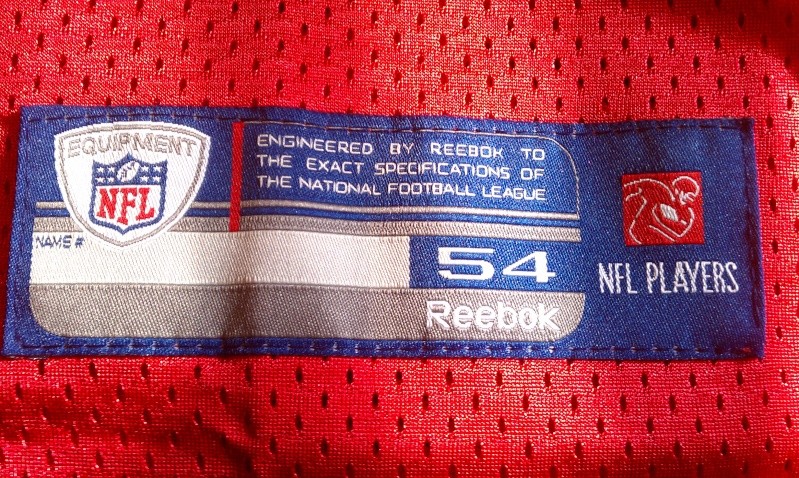 EQUIPMENT
NFL
ENGINEERED BY REEBOK TO
THE EXACT SPECIFICATIONS OF
THE NATIONAL FOOTBALL LEAGUE
NAME #
54
Reebok
NFL PLAYERS